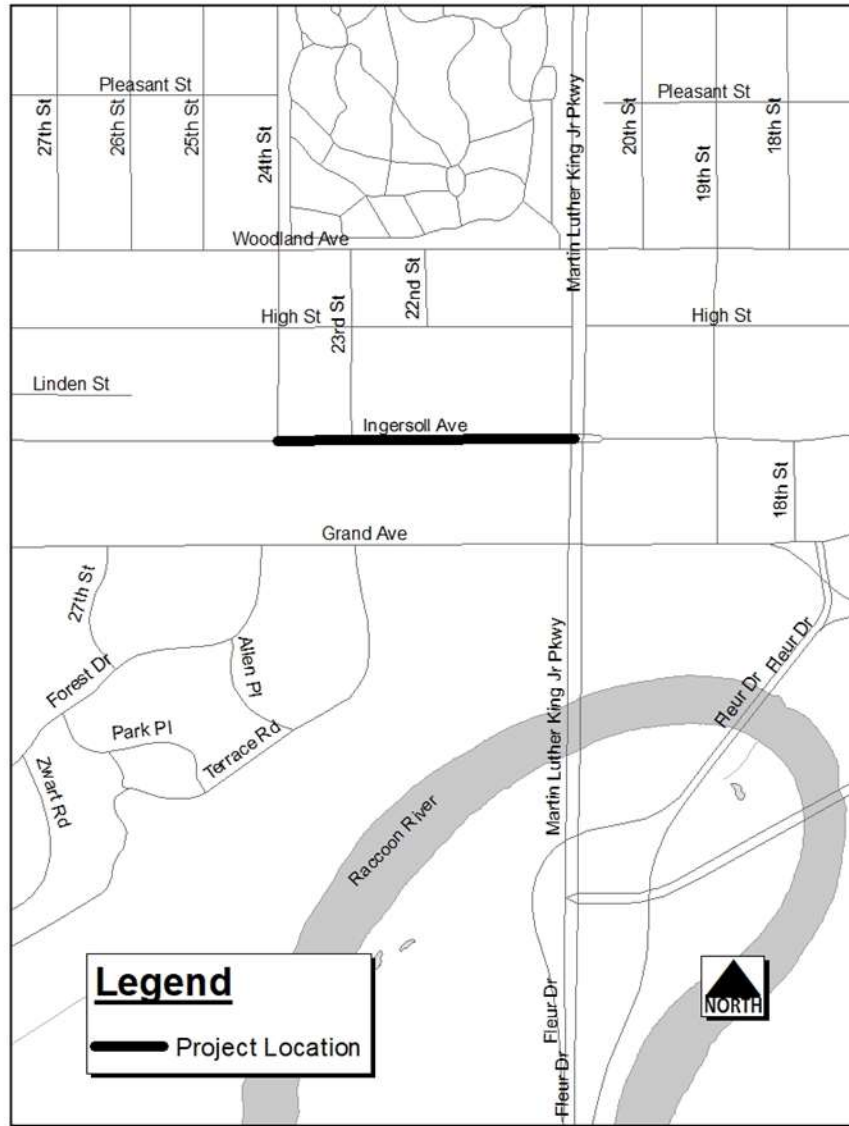 Pleasant St
Pleasant St
27th St
26th St
25th St
24th St
Martin Luther King Jr Pkwy
20th St
19th St
18th St
Woodland Ave
22nd St
23rd St
High St
High St
Linden St
Ingersoll Ave
18th St
Grand Ave
27th St
Allen Pl
Forest Dr
Park Pl
Terrace Rd
Zwart Rd
Martin Luther King Jr Pkwy
Fleur Dr
Fleur Dr
Raccoon River
Fleur Dr
Fleur Dr
Legend
Project Location
NORTH